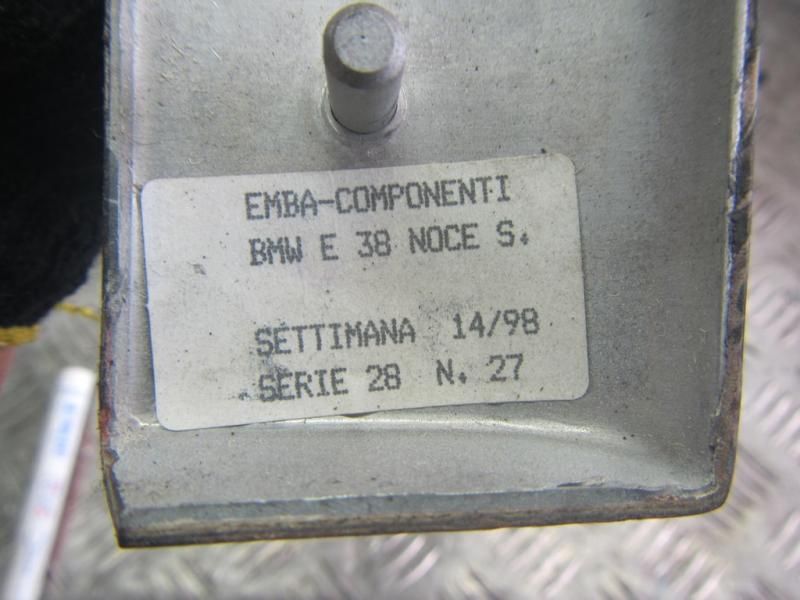 EMBA-COMPONENTI
BMW E 38 NOCE S.
SETTIMANA 14/98
SERIE 28 N. 27